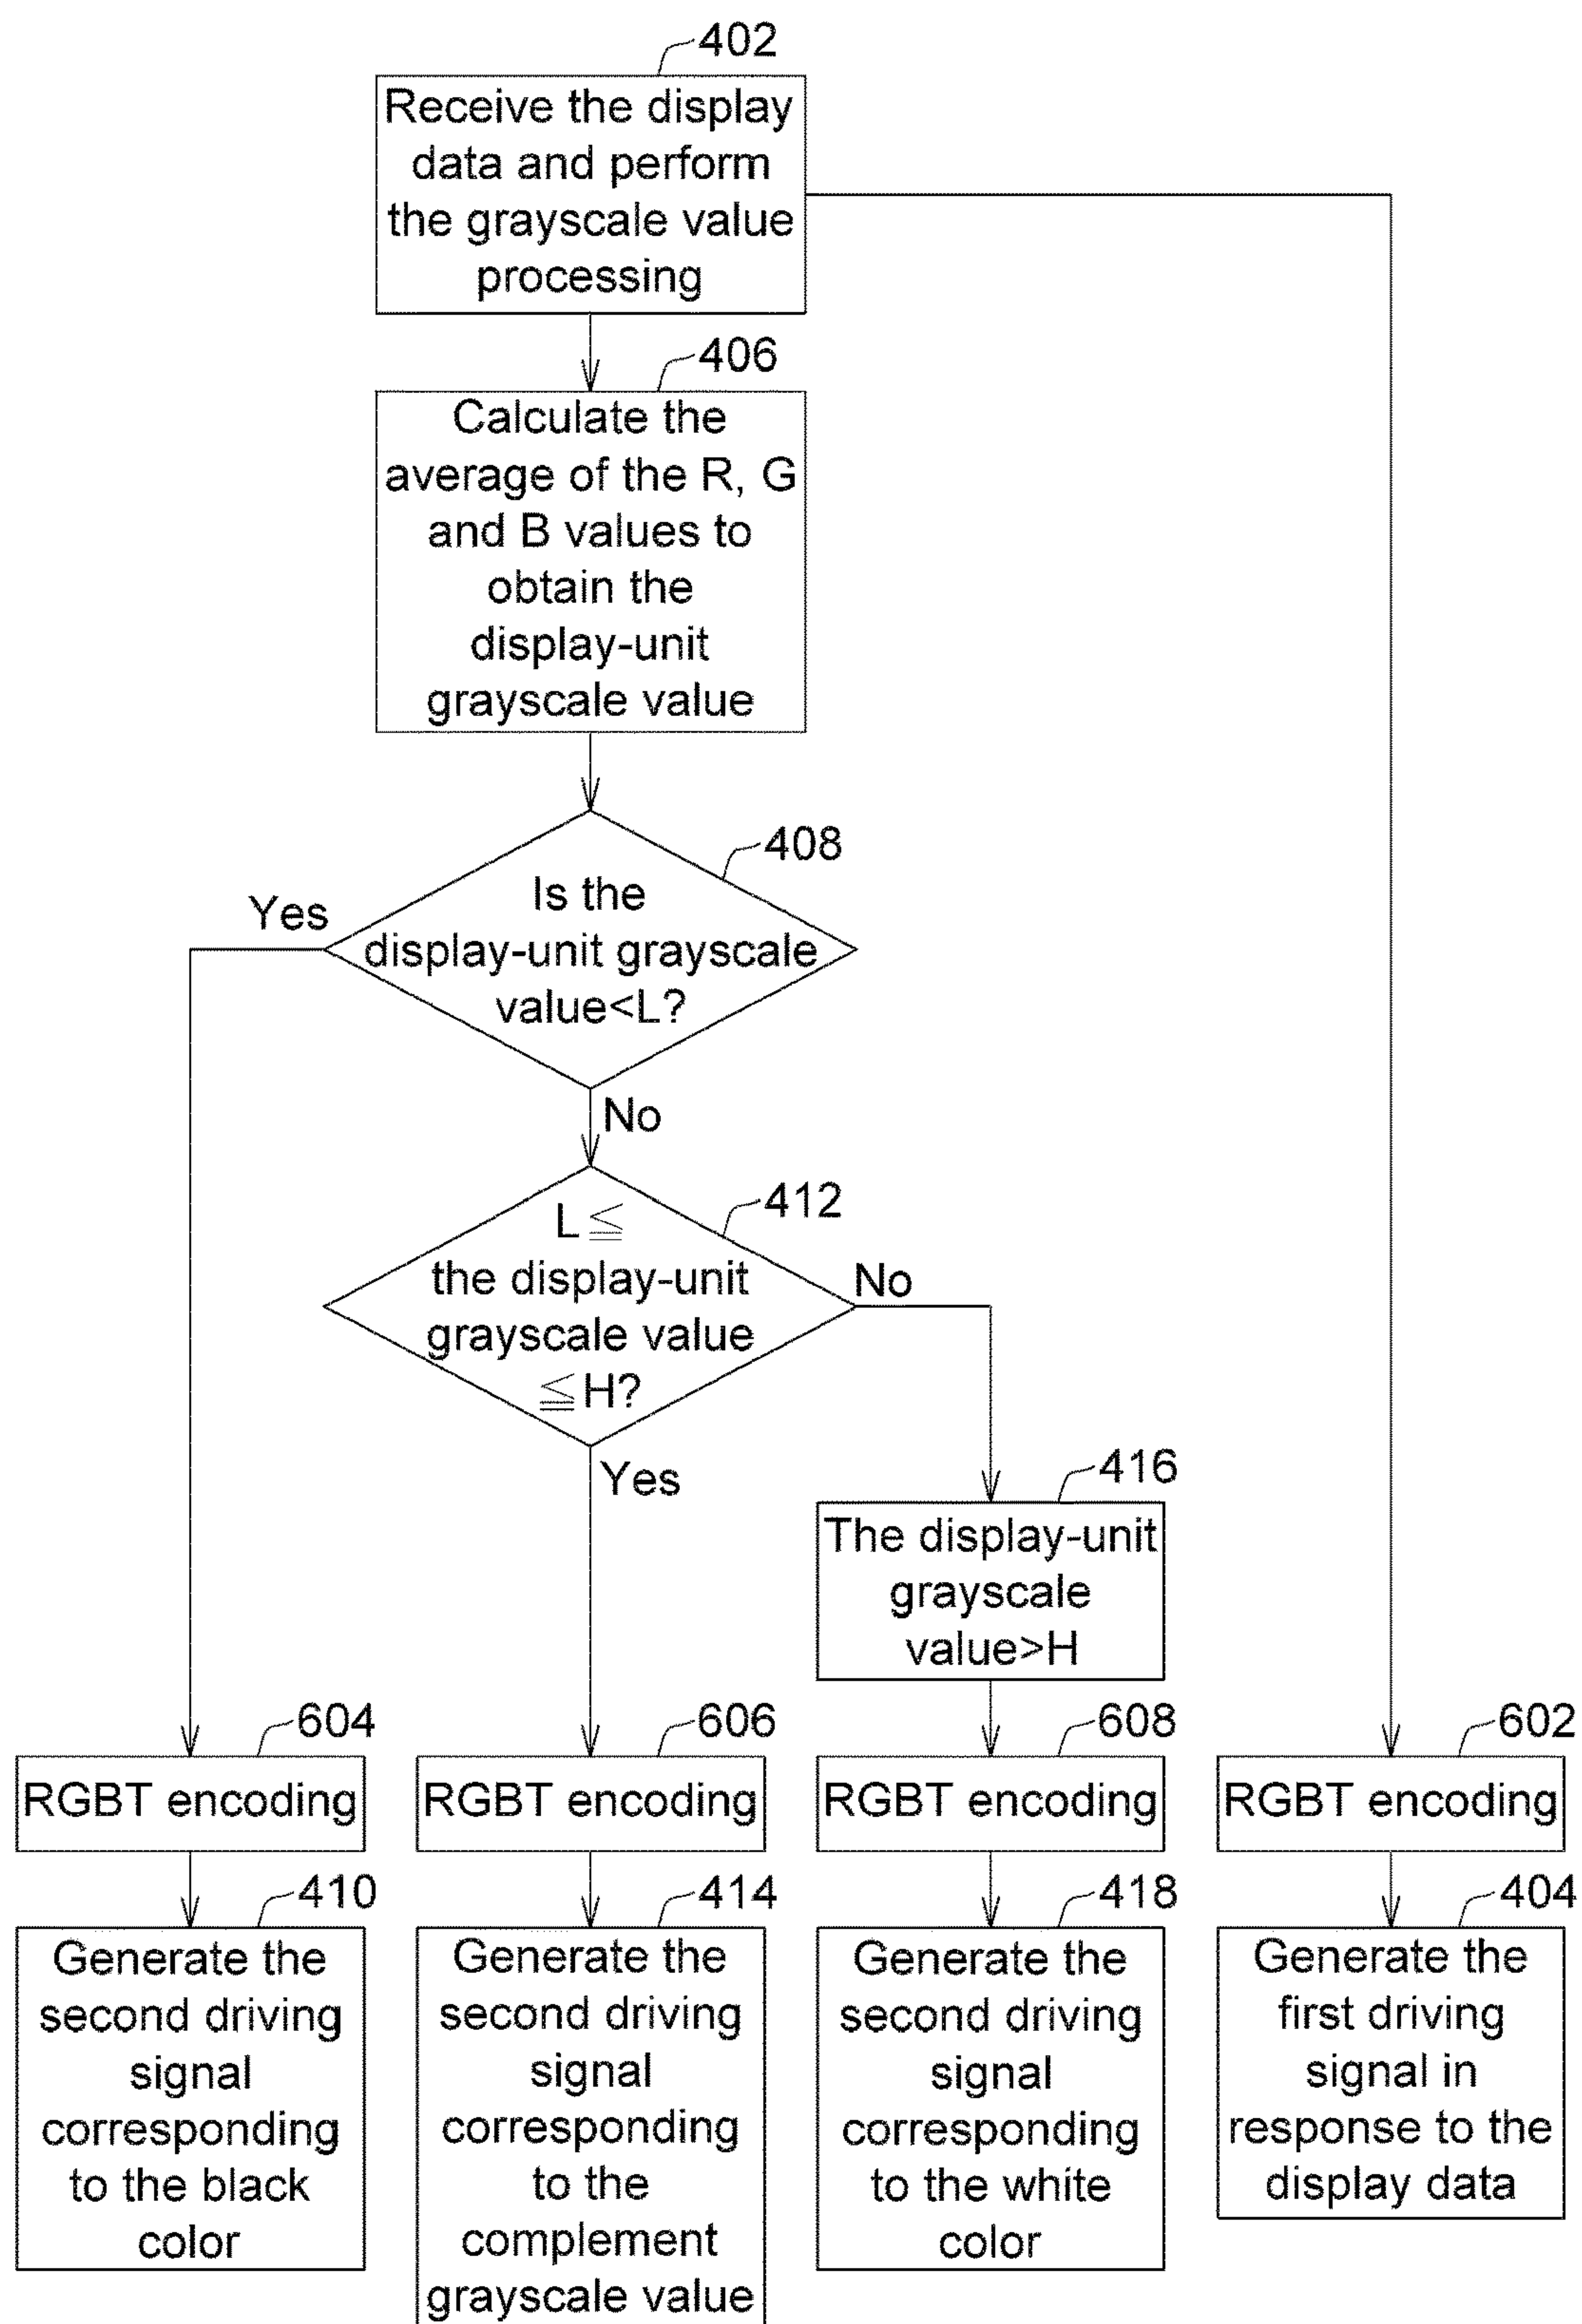 402
Receive the display
data and perform
the grayscale value
processing
406
Calculate the
average of the R, G
and B values to
obtain the
display-unit
grayscale value
408
Yes
Is the
display-unit grayscale
value<L?
No
412
L ≦
the display-unit
grayscale value
≦ H?
No
Yes
416
The display-unit
grayscale
value>H
604
RGBT encoding
606
RGBT encoding
608
RGBT encoding
602
RGBT encoding
410
Generate the
second driving
signal
corresponding
to the black
color
414
Generate the
second driving
signal
corresponding
to the
complement
grayscale value
418
Generate the
second driving
signal
corresponding
to the white
color
404
Generate the
first driving
signal in
response to the
display data